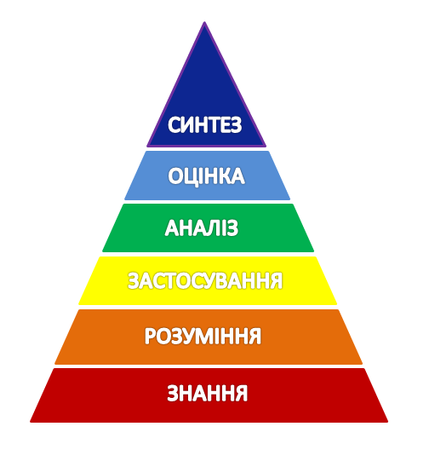 СИНТЕЗ
ОЦІНКА
АНАЛІЗ
ЗАСТОСУВАННЯ
РОЗУМІННЯ
ЗНАННЯ